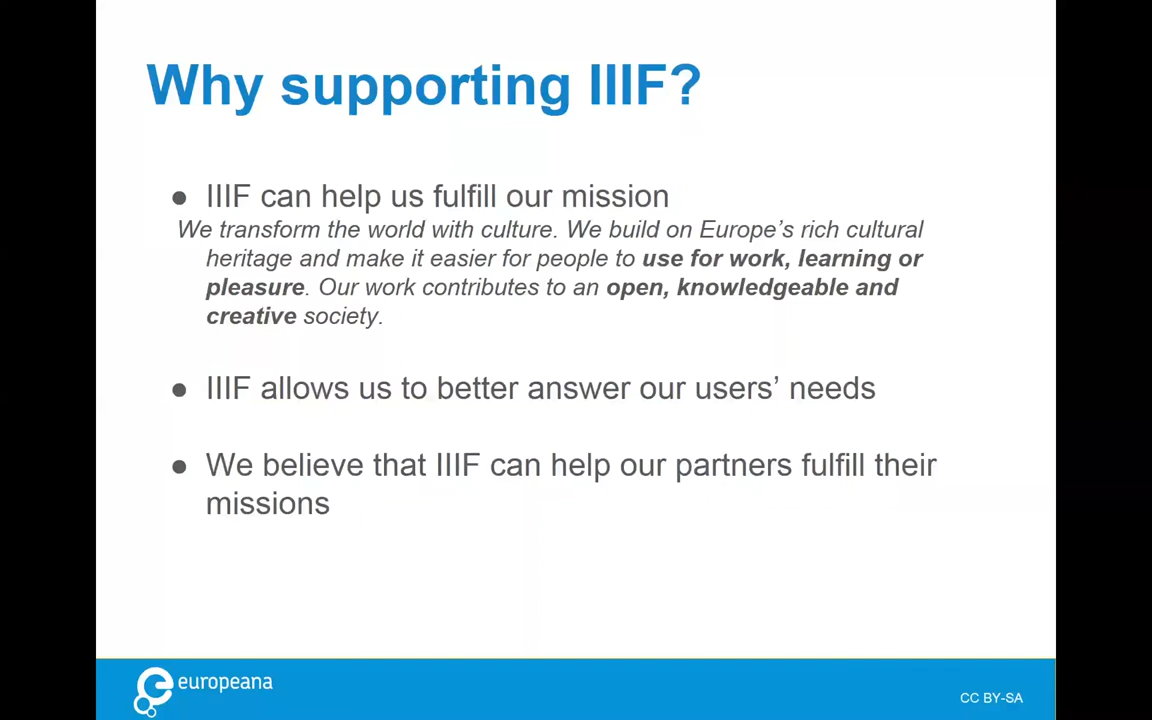 Why supporting IIIF?
● IIIF can help us fulfill our mission
We transform the world with culture. We build on Europe’s rich cultural
heritage and make it easier for people to use for work, learning or
pleasure. Our work contributes to an open, knowledgeable and
creative society.
● IIIF allows us to better answer our users’ needs
● We believe that IIIF can help our partners fulfill their
missions
europeana
CC BY-SA